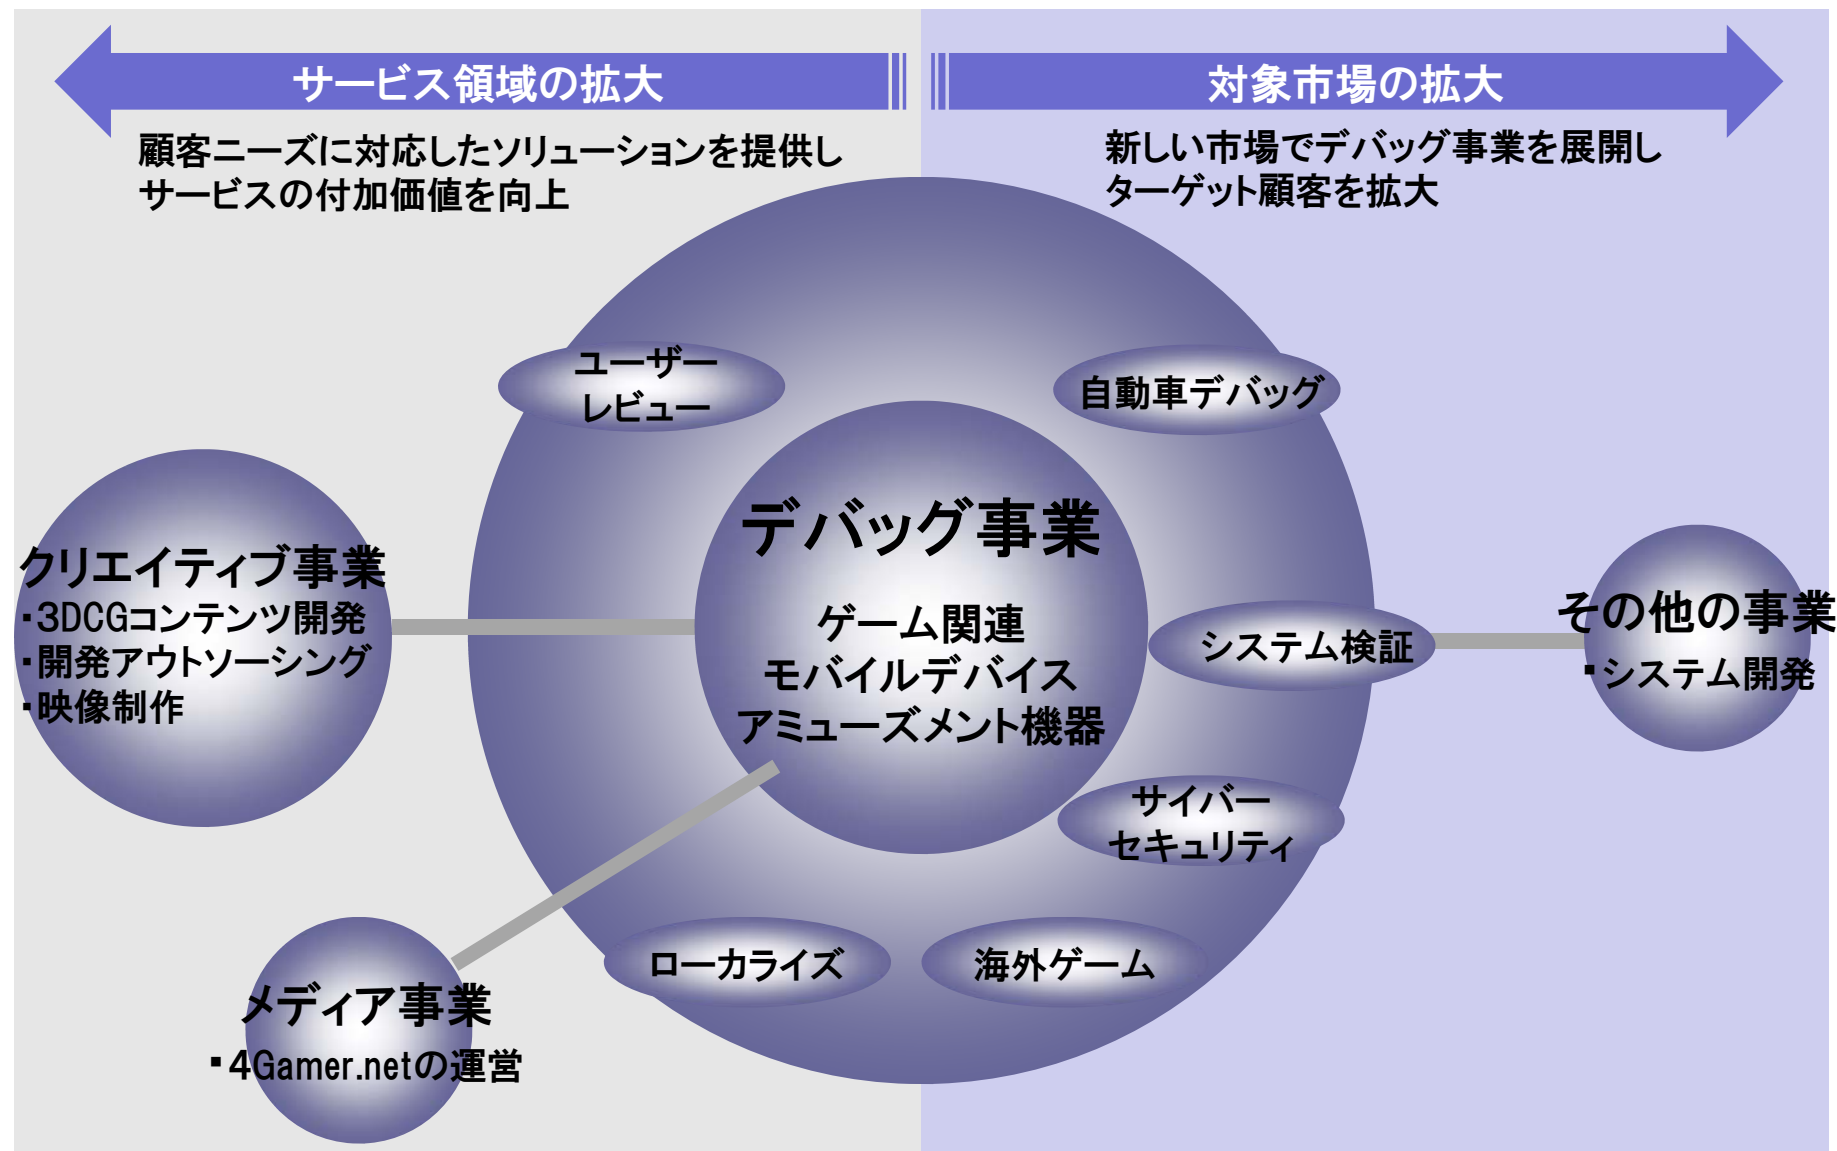 サービス領域の拡大
対象市場の拡大
顧客ニーズに対応したソリューションを提供し
サービスの付加価値を向上
新しい市場でデバッグ事業を展開し
ターゲット顧客を拡大
ユーザー
レビュー
自動車デバッグ
デバッグ事業
ゲーム関連
モバイルデバイス
アミューズメント機器
クリエイティブ事業
・3DCGコンテンツ開発
・開発アウトソーシング
・映像制作
システム検証
その他の事業
・システム開発
サイバー
セキュリティ
ローカライズ
海外ゲーム
メディア事業
・4Gamer.netの運営